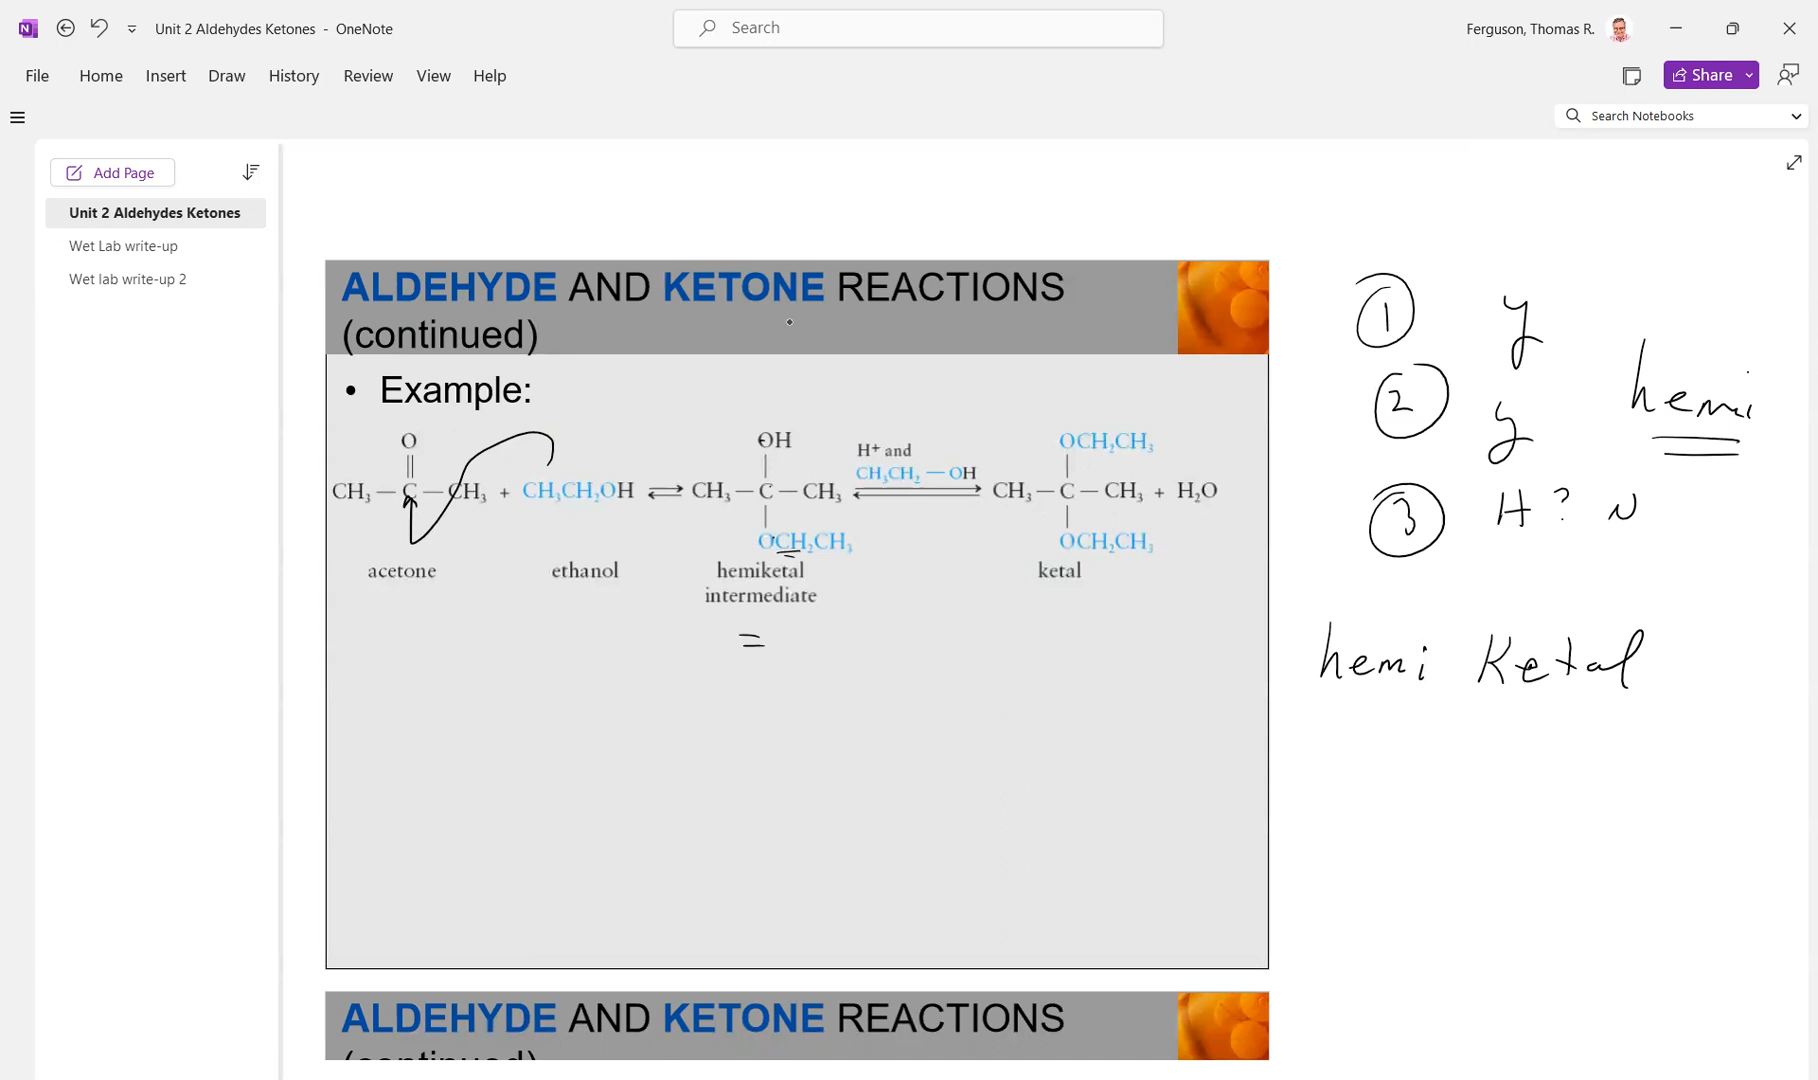 Unit 2 Aldehydes Ketones - OneNote
Search
Ferguson, Thomas R.
File Home Insert Draw History Review View Help
Share
Search Notebooks
Add Page
Unit 2 Aldehydes Ketones
Wet Lab write-up
Wet lab write-up 2
ALDEHYDE AND KETONE REACTIONS
(continued)
• Example:
O
||
CH₃ — C — CH₃ + CH₃CH₂OH ⇌ CH₃ — C — CH₃ ⇌ CH₃ — C — CH₃ + H₂O
OH
OCH₂CH₃
H⁺ and
CH₃CH₂ — OH
OCH₂CH₃
OCH₂CH₃
acetone
ethanol
hemiketal
intermediate
ketal
=
1 y
2 y
hemi
3 H ? N
hemi Ketal
ALDEHYDE AND KETONE REACTIONS
(continued)